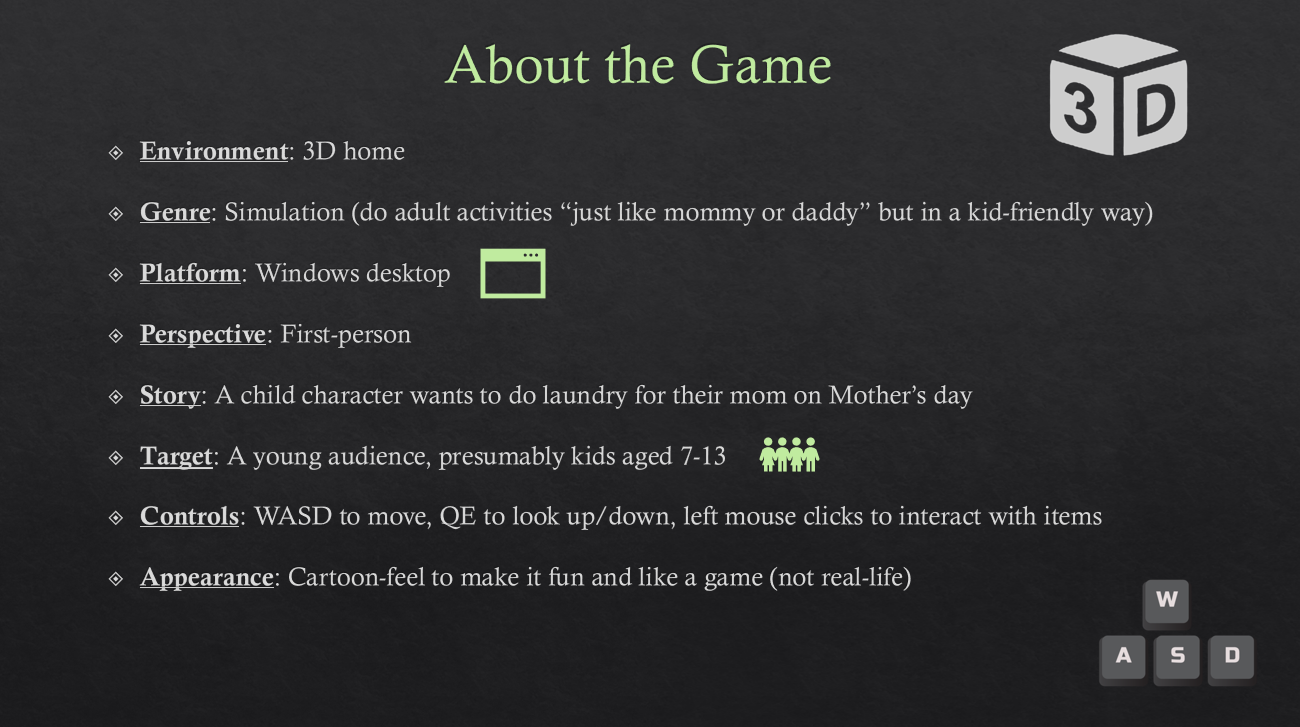 About the Game
3D
Environment: 3D home
Genre: Simulation (do adult activities “just like mommy or daddy” but in a kid-friendly way)
Platform: Windows desktop
Perspective: First-person
Story: A child character wants to do laundry for their mom on Mother’s day
Target: A young audience, presumably kids aged 7-13
Controls: WASD to move, QE to look up/down, left mouse clicks to interact with items
Appearance: Cartoon-feel to make it fun and like a game (not real-life)
W
A S D